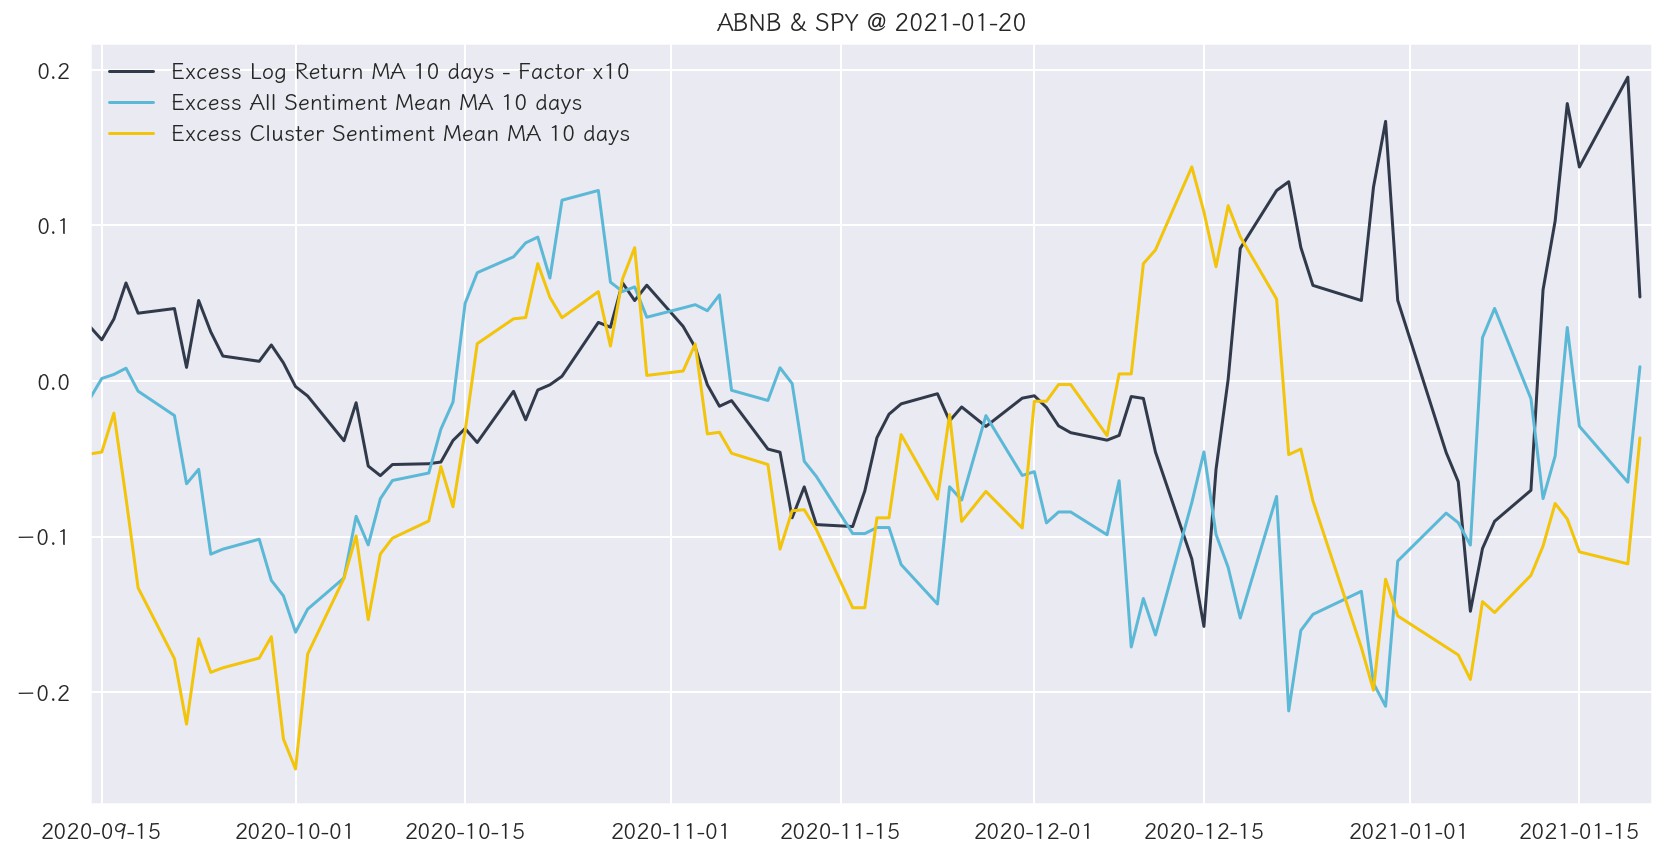 ABNB & SPY @ 2021-01-20
Excess Log Return MA 10 days - Factor x10
Excess All Sentiment Mean MA 10 days
Excess Cluster Sentiment Mean MA 10 days
0.2
0.1
0.0
−0.1
−0.2
2020-09-15 2020-10-01 2020-10-15 2020-11-01 2020-11-15 2020-12-01 2020-12-15 2021-01-01 2021-01-15